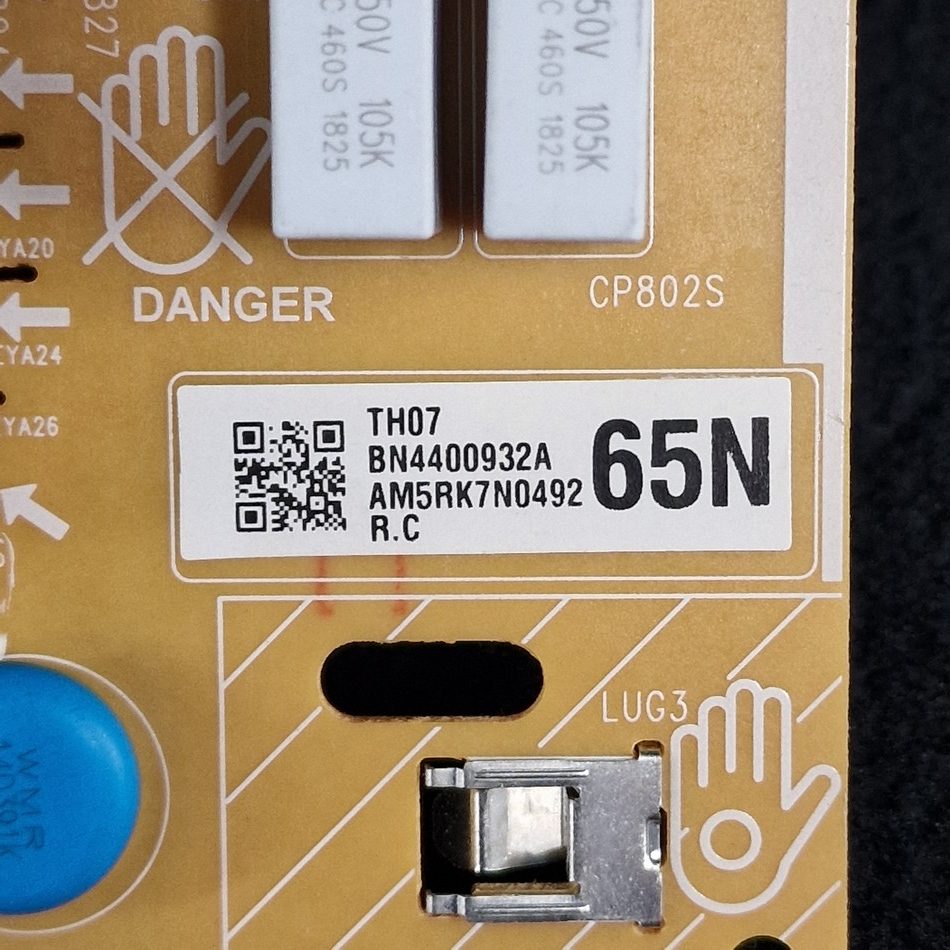 50V 105K
C 460S 1825
50V 105K
C 460S 1825
827
YA20
DANGER
CP802S
YA24
YA26
TH07
BN4400932A
AM5RK7N0492
R.C
65N
LUG3